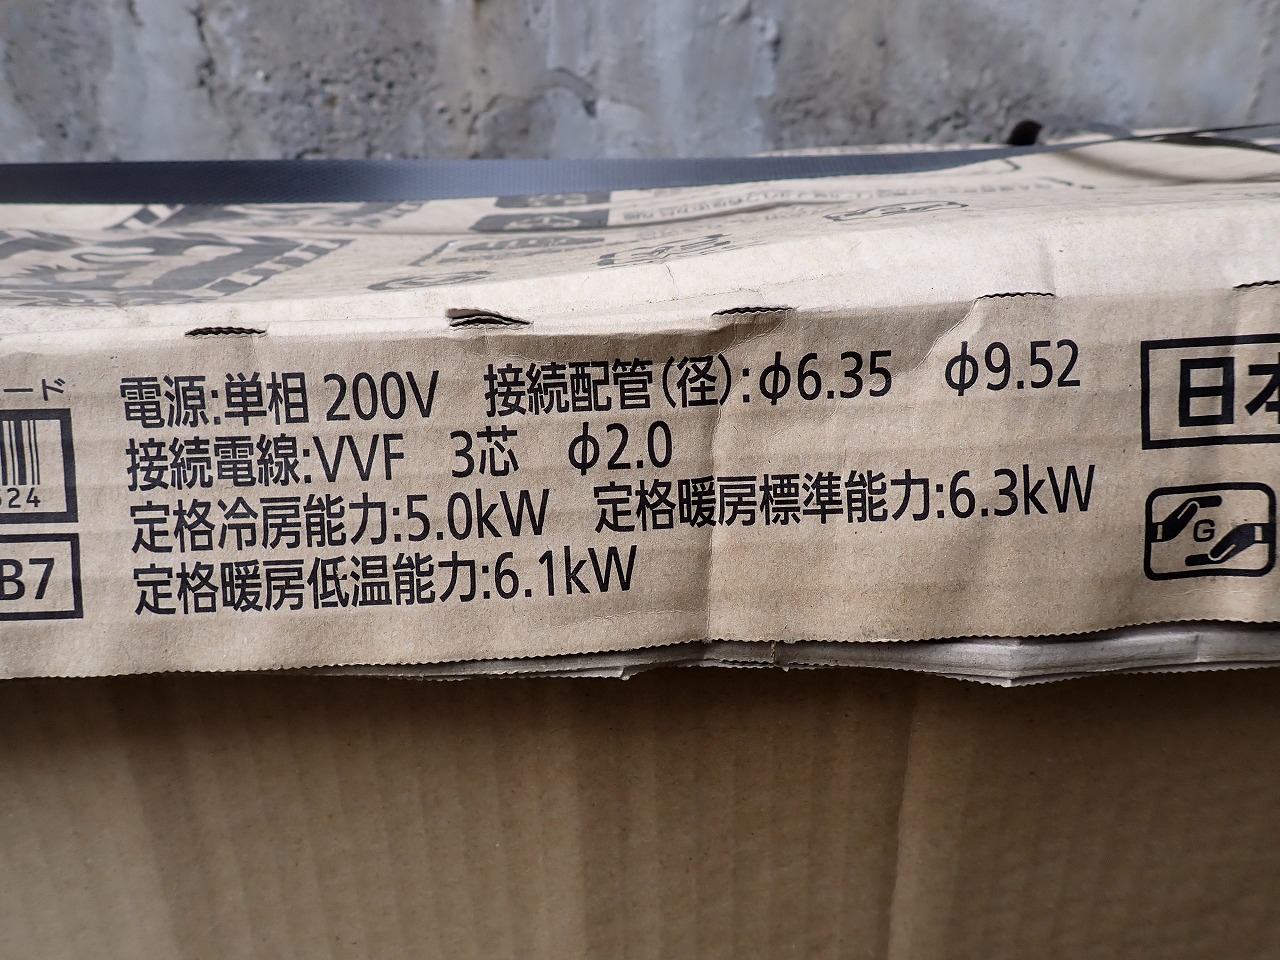 ード
524
B7
電源:単相 200V 接続配管(径):φ6.35 φ9.52
接続電線:VVF 3芯 φ2.0
定格冷房能力:5.0kW 定格暖房標準能力:6.3kW
定格暖房低温能力:6.1kW
日本
G